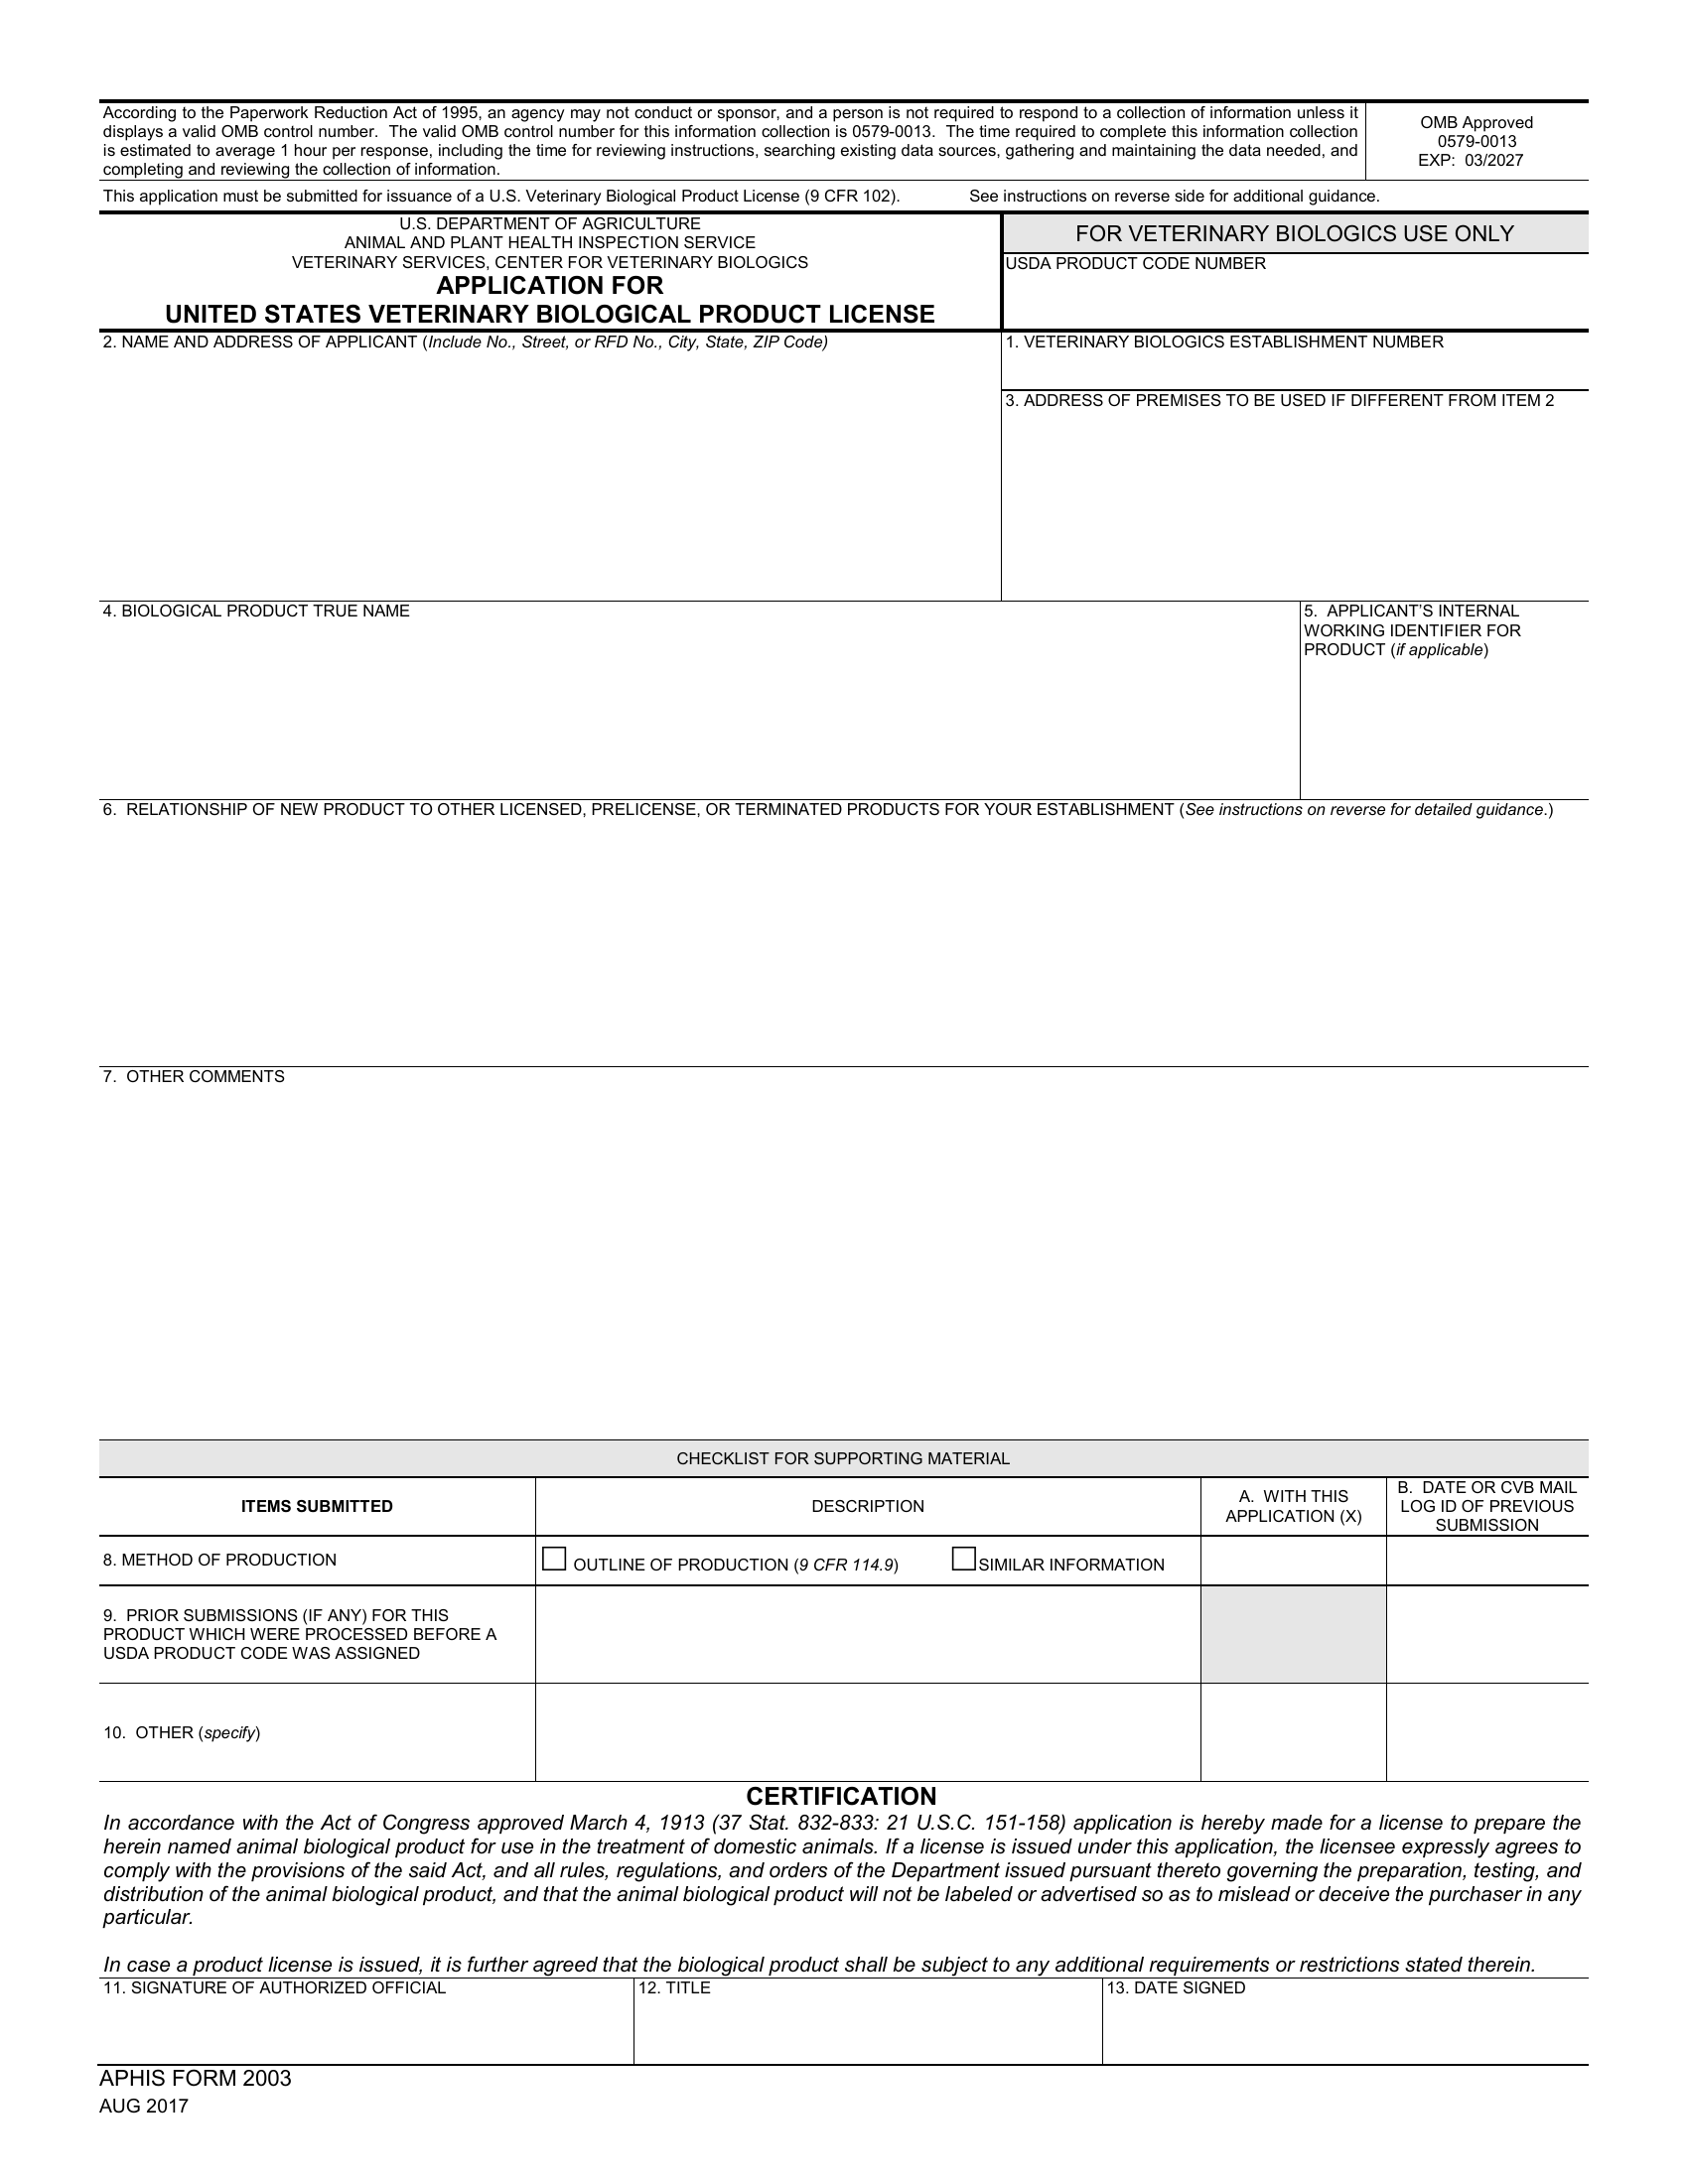 According to the Paperwork Reduction Act of 1995, an agency may not conduct or sponsor, and a person is not required to respond to a collection of information unless it
displays a valid OMB control number.  The valid OMB control number for this information collection is 0579-0013.  The time required to complete this information collection
is estimated to average 1 hour per response, including the time for reviewing instructions, searching existing data sources, gathering and maintaining the data needed, and
completing and reviewing the collection of information.
OMB Approved
0579-0013
EXP:  03/2027
This application must be submitted for issuance of a U.S. Veterinary Biological Product License (9 CFR 102).
See instructions on reverse side for additional guidance.
U.S. DEPARTMENT OF AGRICULTURE
ANIMAL AND PLANT HEALTH INSPECTION SERVICE
VETERINARY SERVICES, CENTER FOR VETERINARY BIOLOGICS
APPLICATION FOR
UNITED STATES VETERINARY BIOLOGICAL PRODUCT LICENSE
FOR VETERINARY BIOLOGICS USE ONLY
USDA PRODUCT CODE NUMBER
2. NAME AND ADDRESS OF APPLICANT (Include No., Street, or RFD No., City, State, ZIP Code)
1. VETERINARY BIOLOGICS ESTABLISHMENT NUMBER
3. ADDRESS OF PREMISES TO BE USED IF DIFFERENT FROM ITEM 2
4. BIOLOGICAL PRODUCT TRUE NAME
5.  APPLICANT'S INTERNAL
WORKING IDENTIFIER FOR
PRODUCT (if applicable)
6.  RELATIONSHIP OF NEW PRODUCT TO OTHER LICENSED, PRELICENSE, OR TERMINATED PRODUCTS FOR YOUR ESTABLISHMENT (See instructions on reverse for detailed guidance.)
7.  OTHER COMMENTS
CHECKLIST FOR SUPPORTING MATERIAL
ITEMS SUBMITTED
DESCRIPTION
A.  WITH THIS
APPLICATION (X)
B.  DATE OR CVB MAIL
LOG ID OF PREVIOUS
SUBMISSION
8. METHOD OF PRODUCTION
OUTLINE OF PRODUCTION (9 CFR 114.9)
SIMILAR INFORMATION
9.  PRIOR SUBMISSIONS (IF ANY) FOR THIS
PRODUCT WHICH WERE PROCESSED BEFORE A
USDA PRODUCT CODE WAS ASSIGNED
10.  OTHER (specify)
CERTIFICATION
In accordance with the Act of Congress approved March 4, 1913 (37 Stat. 832-833: 21 U.S.C. 151-158) application is hereby made for a license to prepare the
herein named animal biological product for use in the treatment of domestic animals. If a license is issued under this application, the licensee expressly agrees to
comply with the provisions of the said Act, and all rules, regulations, and orders of the Department issued pursuant thereto governing the preparation, testing, and
distribution of the animal biological product, and that the animal biological product will not be labeled or advertised so as to mislead or deceive the purchaser in any
particular.
In case a product license is issued, it is further agreed that the biological product shall be subject to any additional requirements or restrictions stated therein.
11. SIGNATURE OF AUTHORIZED OFFICIAL
12. TITLE
13. DATE SIGNED
APHIS FORM 2003
AUG 2017